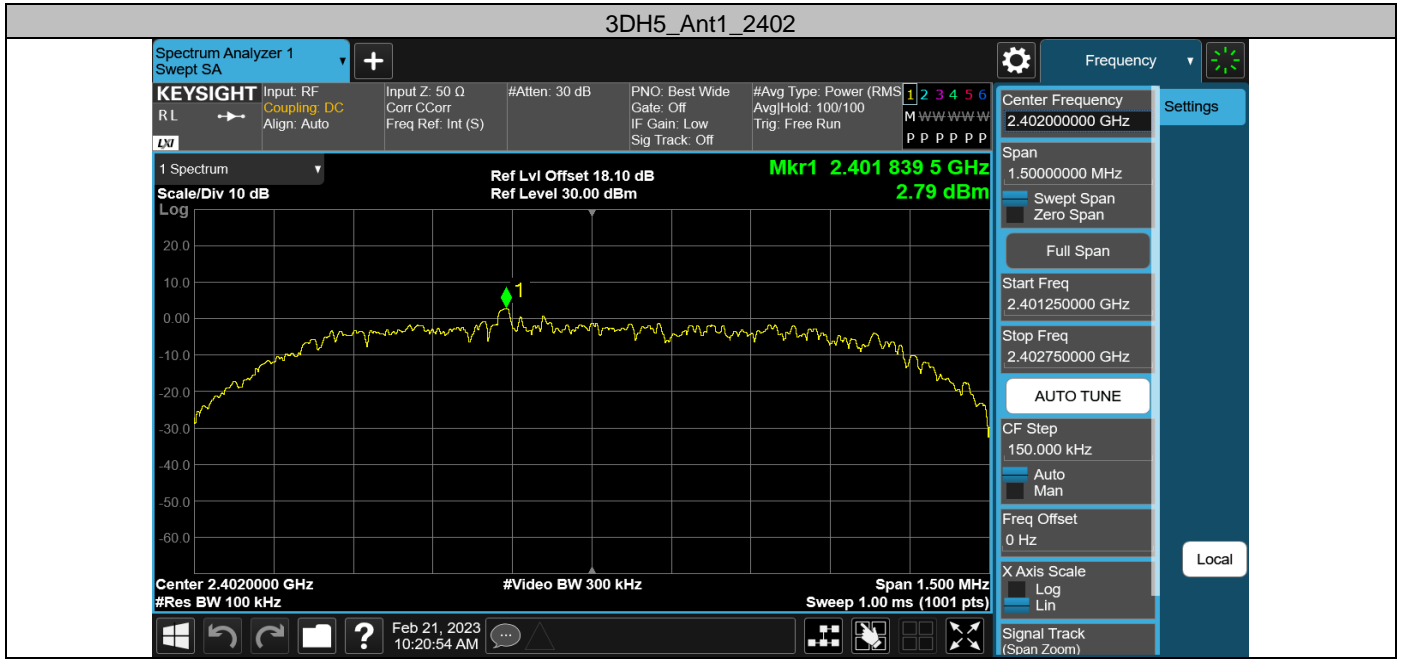 3DH5_Ant1_2402
Spectrum Analyzer 1
Swept SA
+
Frequency
KEYSIGHT
RL
LXI
Input: RF
Coupling: DC
Align: Auto
Input Z: 50 Ω
Corr CCorr
Freq Ref: Int (S)
#Atten: 30 dB
PNO: Best Wide
Gate: Off
IF Gain: Low
Sig Track: Off
#Avg Type: Power (RMS
Avg|Hold: 100/100
Trig: Free Run
1 2 3 4 5 6
M W W W W W
P P P P P P
1 Spectrum
Scale/Div 10 dB
Ref Lvl Offset 18.10 dB
Ref Level 30.00 dBm
Mkr1 2.401 839 5 GHz
2.79 dBm
Log
20.0
10.0
0.00
-10.0
-20.0
-30.0
-40.0
-50.0
-60.0
1
Center 2.4020000 GHz
#Res BW 100 kHz
#Video BW 300 kHz
Span 1.500 MHz
Sweep 1.00 ms (1001 pts)
?
Feb 21, 2023
10:20:54 AM
Center Frequency
2.402000000 GHz
Span
1.50000000 MHz
Swept Span
Zero Span
Full Span
Start Freq
2.401250000 GHz
Stop Freq
2.402750000 GHz
AUTO TUNE
CF Step
150.000 kHz
Auto
Man
Freq Offset
0 Hz
X Axis Scale
Log
Lin
Signal Track
(Span Zoom)
Settings
Local